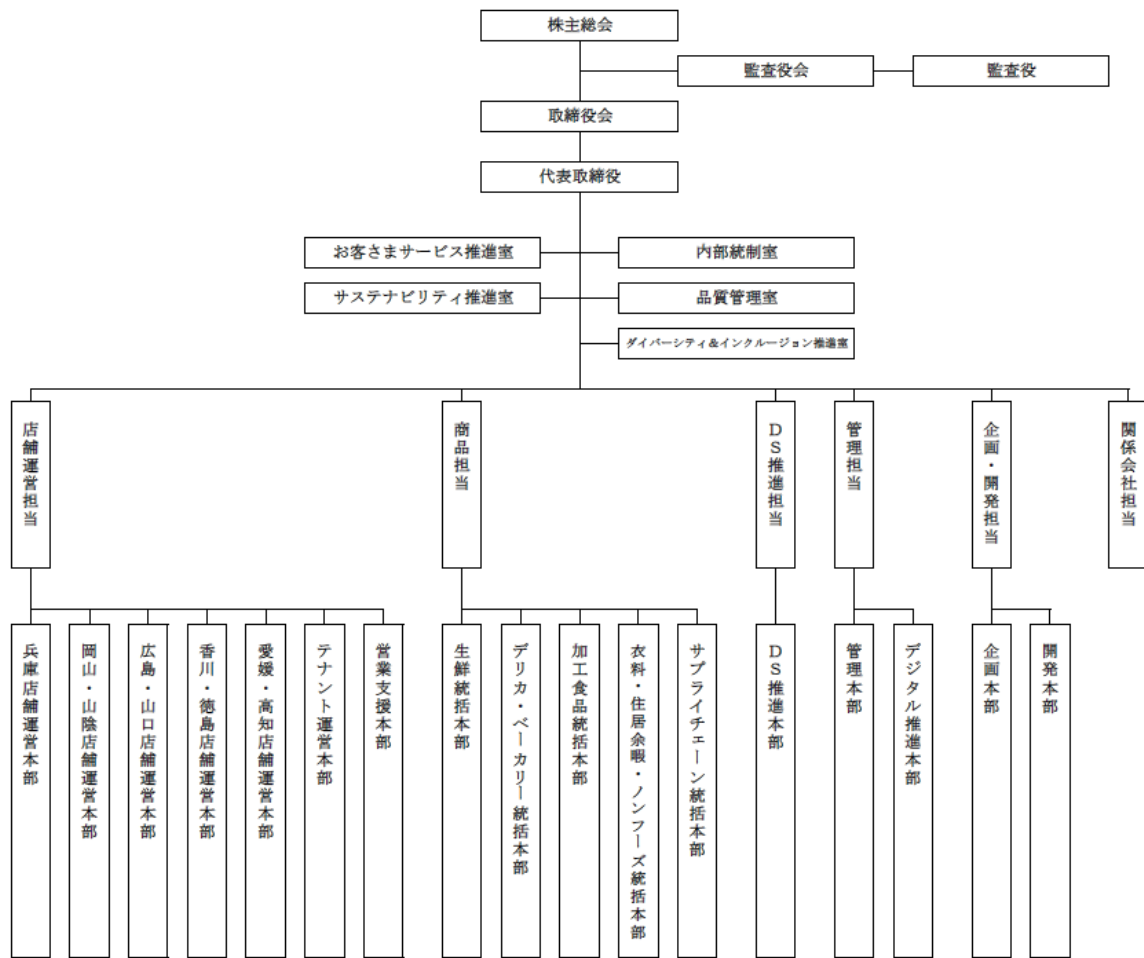 株主総会
監査役会
監査役
取締役会
代表取締役
お客さまサービス推進室
内部統制室
サステナビリティ推進室
品質管理室
ダイバーシティ&インクルージョン推進室
店舗運営担当
商品担当
DS推進担当
管理担当
企画・開発担当
関係会社担当
兵庫店舗運営本部
岡山・山陰店舗運営本部
広島・山口店舗運営本部
香川・徳島店舗運営本部
愛媛・高知店舗運営本部
テナント運営本部
営業支援本部
生鮮統括本部
デリカ・ベーカリー統括本部
加工食品統括本部
衣料・住居余暇・ノンフーズ統括本部
サプライチェーン統括本部
DS推進本部
管理本部
デジタル推進本部
企画本部
開発本部